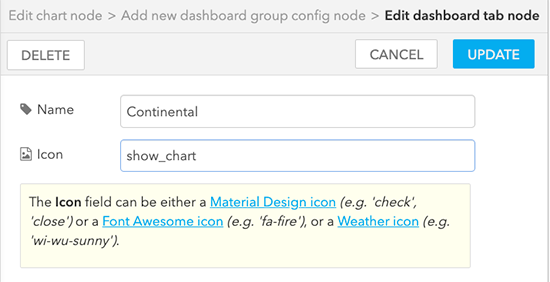 Edit chart node > Add new dashboard group config node > Edit dashboard tab node
DELETE
CANCEL
UPDATE
Name
Continental
Icon
show_chart
The Icon field can be either a Material Design icon (e.g. 'check',
'close') or a Font Awesome icon (e.g. 'fa-fire'), or a Weather icon (e.g.
'wi-wu-sunny').